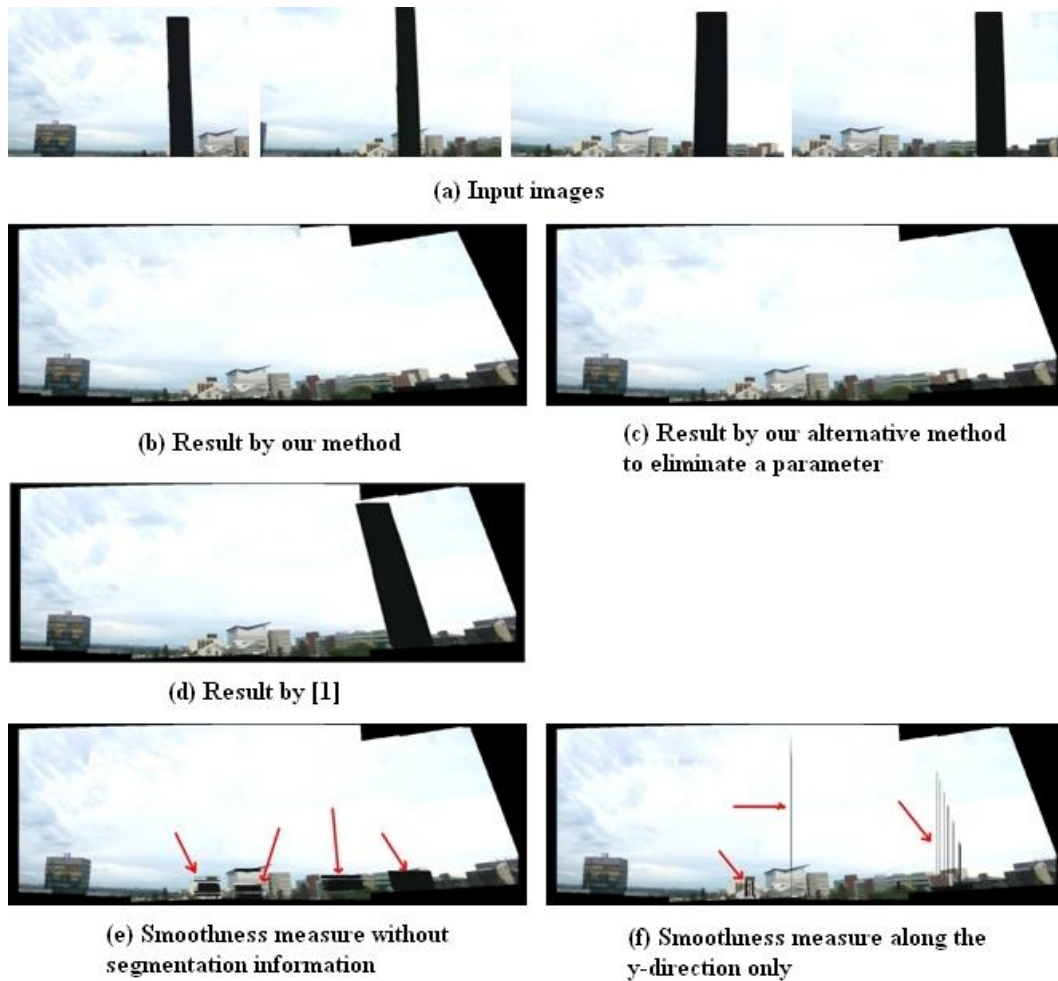 (a) Input images
(b) Result by our method
(c) Result by our alternative method
to eliminate a parameter
(d) Result by [1]
(e) Smoothness measure without
segmentation information
(f) Smoothness measure along the
y-direction only